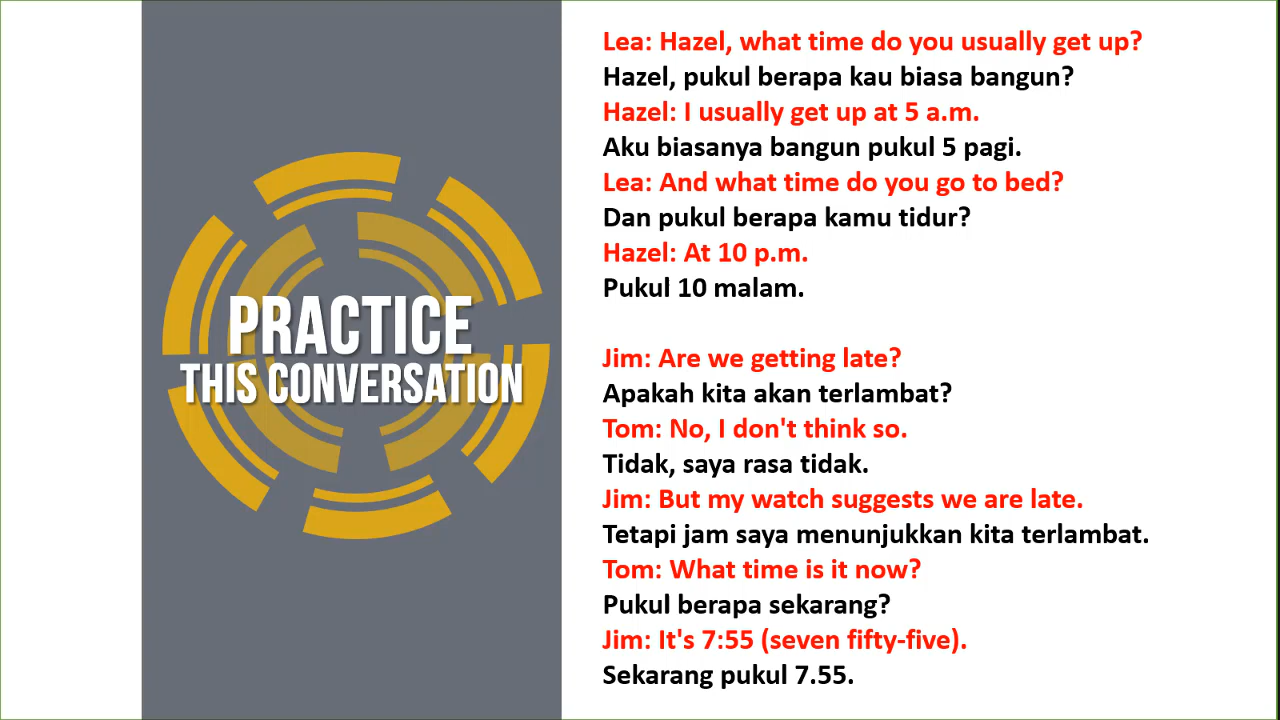 PRACTICE
THIS CONVERSATION
Lea: Hazel, what time do you usually get up?
Hazel, pukul berapa kau biasa bangun?
Hazel: I usually get up at 5 a.m.
Aku biasanya bangun pukul 5 pagi.
Lea: And what time do you go to bed?
Dan pukul berapa kamu tidur?
Hazel: At 10 p.m.
Pukul 10 malam.
Jim: Are we getting late?
Apakah kita akan terlambat?
Tom: No, I don't think so.
Tidak, saya rasa tidak.
Jim: But my watch suggests we are late.
Tetapi jam saya menunjukkan kita terlambat.
Tom: What time is it now?
Pukul berapa sekarang?
Jim: It's 7:55 (seven fifty-five).
Sekarang pukul 7.55.